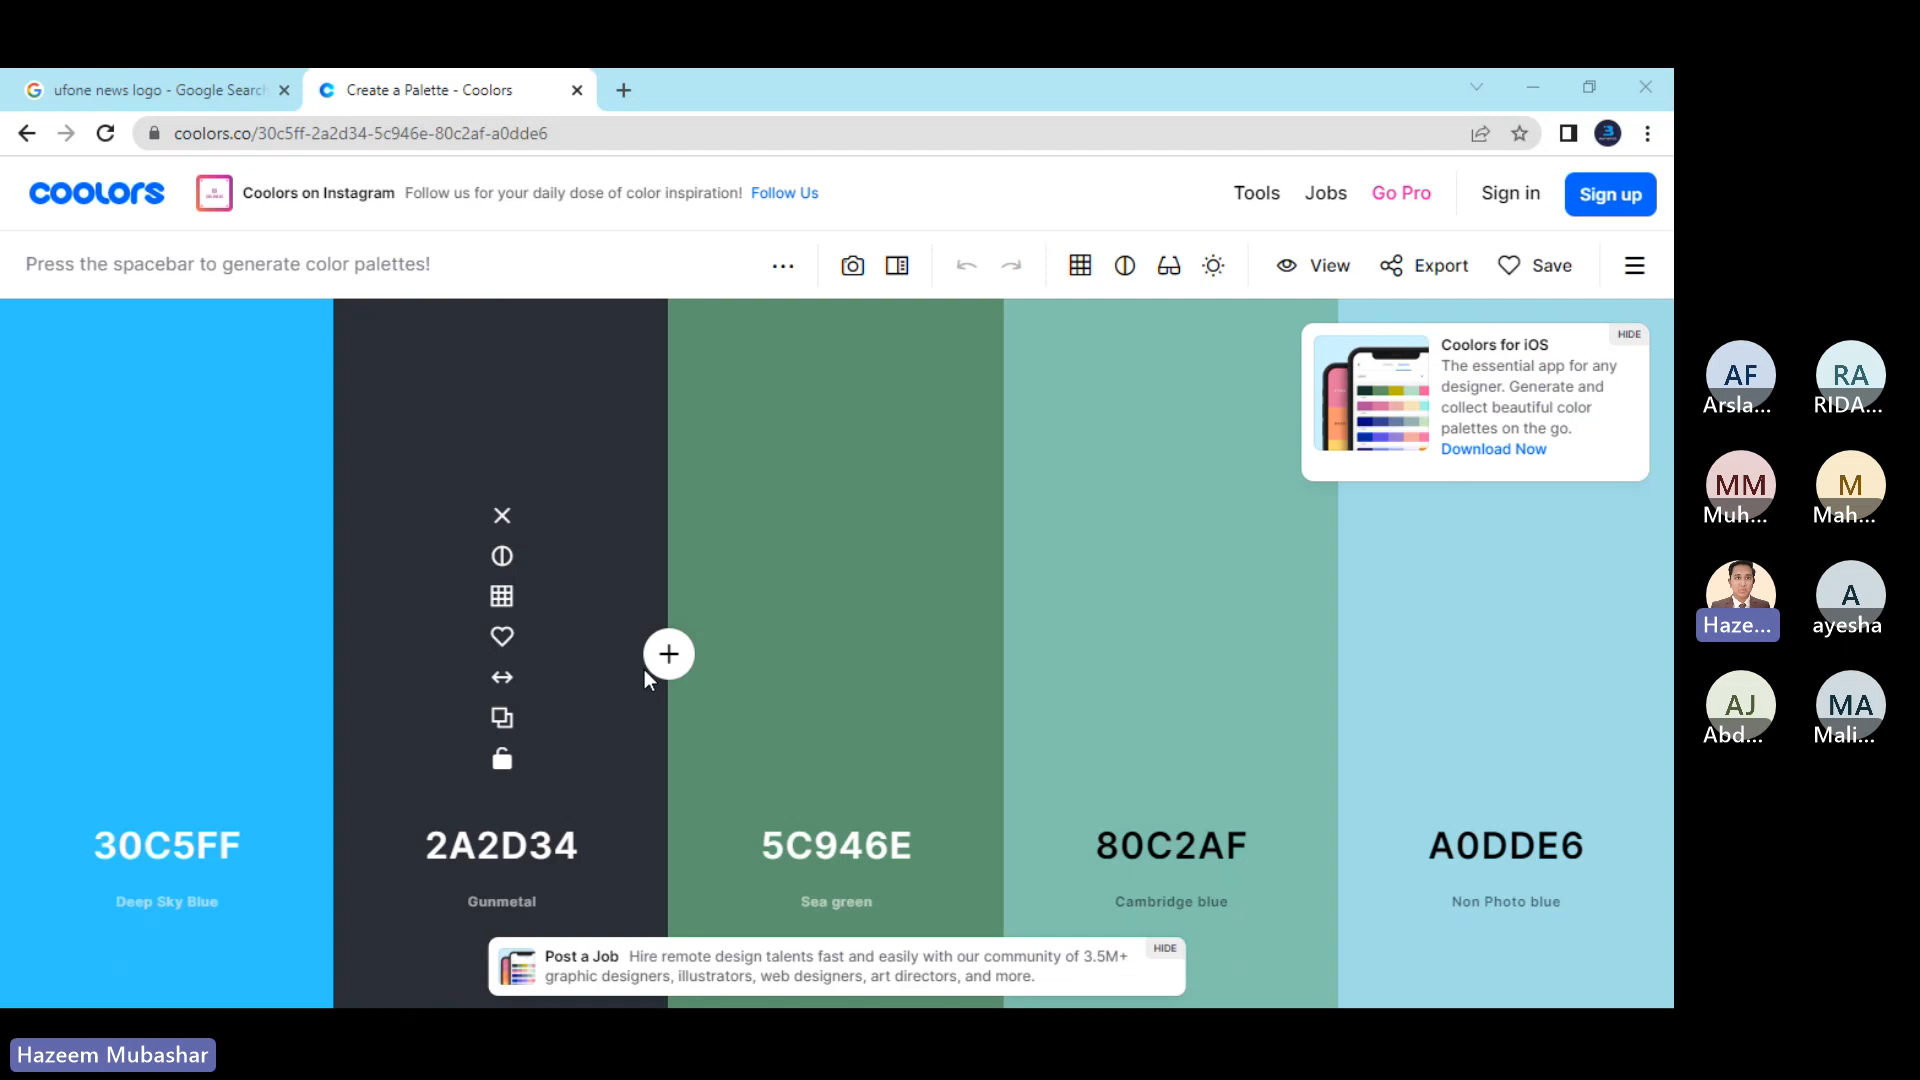 ufone news logo - Google Search
Create a Palette - Coolors
coolors.co/30c5ff-2a2d34-5c946e-80c2af-a0dde6
coolors
Coolors on Instagram Follow us for your daily dose of color inspiration! Follow Us
Tools Jobs Go Pro Sign in Sign up
Press the spacebar to generate color palettes!
View Export Save
HIDE
Coolors for iOS
The essential app for any
designer. Generate and
collect beautiful color
palettes on the go.
Download Now
30C5FF 2A2D34 5C946E 80C2AF A0DDE6
Deep Sky Blue Gunmetal Sea green Cambridge blue Non Photo blue
Post a Job Hire remote design talents fast and easily with our community of 3.5M+
graphic designers, illustrators, web designers, art directors, and more.
HIDE
AF RA
Arsla... RIDA...
MM M
Muh... Mah...
A
Haze... ayesha
AJ MA
Abd... Mali...
Hazeem Mubashar